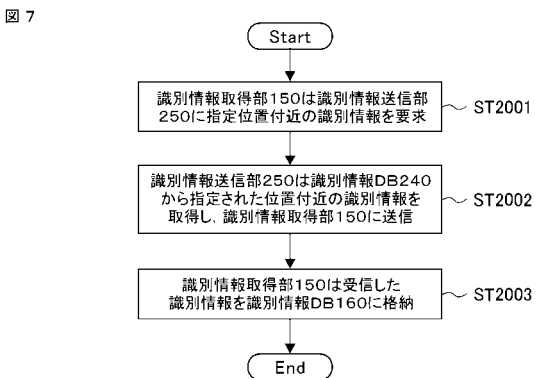 図7
Start
識別情報取得部150は識別情報送信部
250に指定位置付近の識別情報を要求
ST2001
識別情報送信部250は識別情報DB240
から指定された位置付近の識別情報を
取得し、識別情報取得部150に送信
ST2002
識別情報取得部150は受信した
識別情報を識別情報DB160に格納
ST2003
End